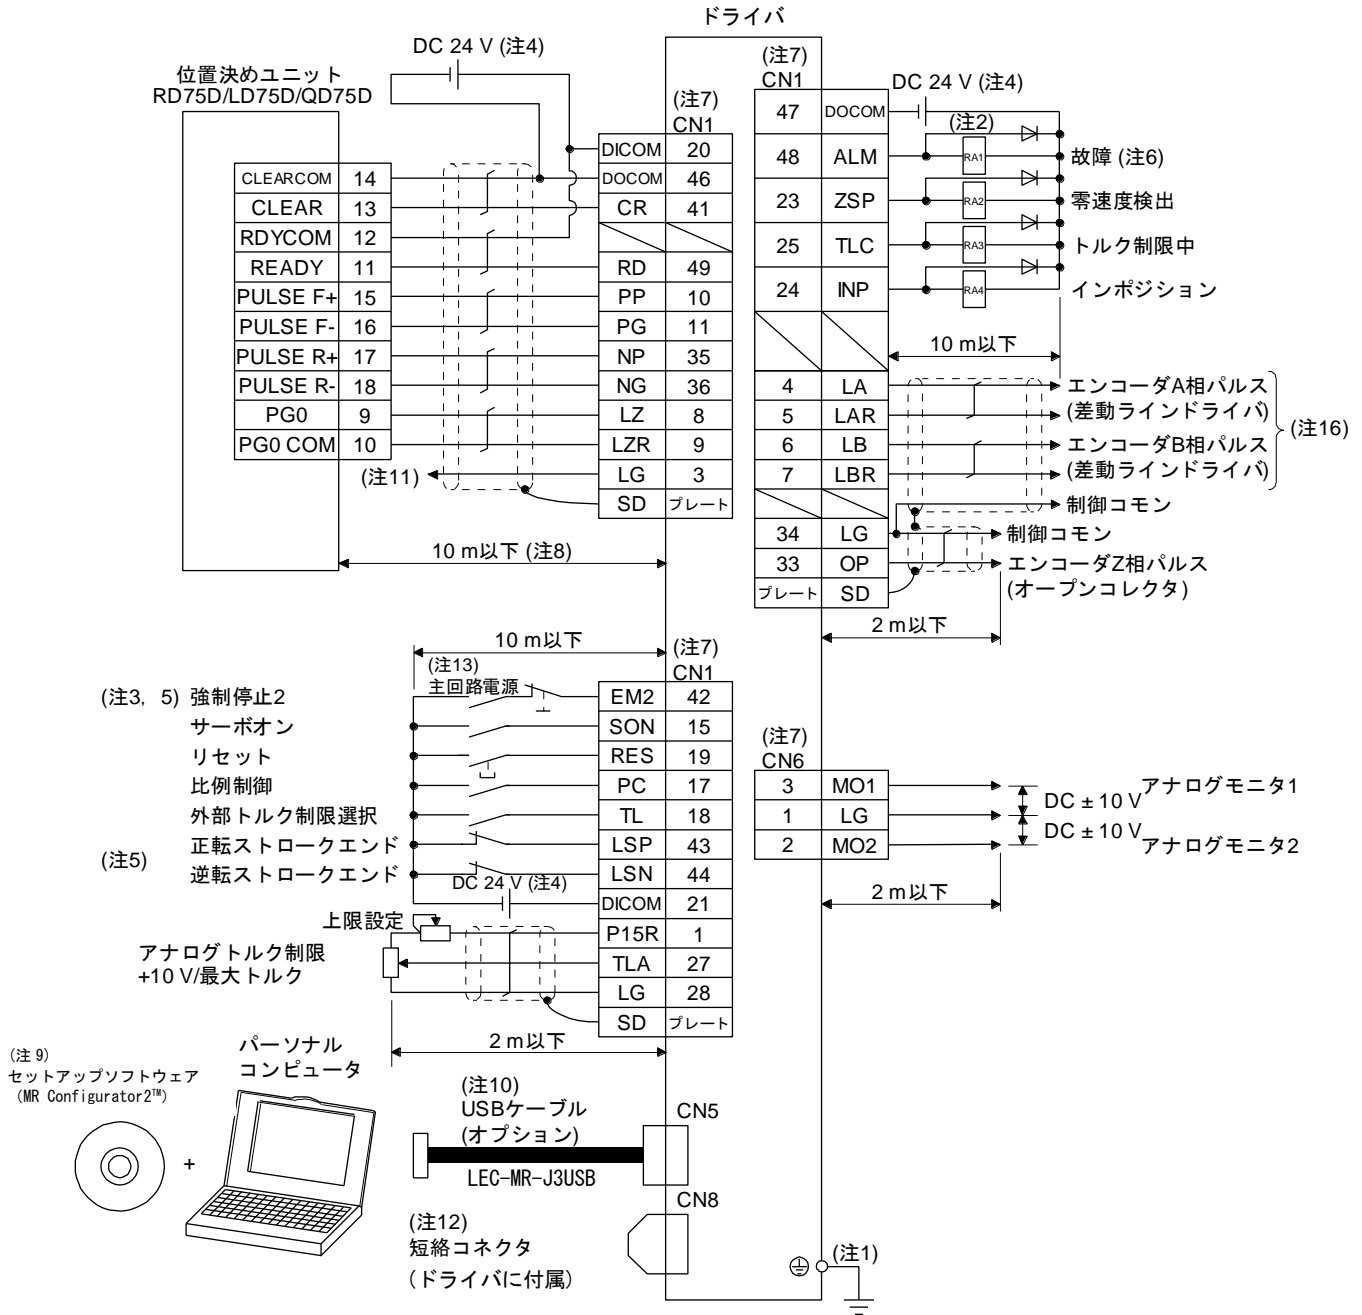 ドライバ
DC 24 V (注4)
位置決めユニット
RD75D/LD75D/QD75D
(注7)
CN1
DICOM 20
CLEARCOM 14 DOCOM 46
CLEAR 13 CR 41
RDYCOM 12
READY 11 RD 49
PULSE F+ 15 PP 10
PULSE F- 16 PG 11
PULSE R+ 17 NP 35
PULSE R- 18 NG 36
PG0 9 LZ 8
PG0 COM 10 LZR 9
(注11) LG 3
SD プレート
10 m以下 (注8)
(注7)
CN1
DC 24 V (注4)
47 DOCOM
(注2)
48 ALM RA1 故障 (注6)
23 ZSP RA2 零速度検出
25 TLC RA3 トルク制限中
24 INP RA4 インポジション
10 m以下
4 LA エンコーダA相パルス
5 LAR (差動ラインドライバ)
(注16)
6 LB エンコーダB相パルス
7 LBR (差動ラインドライバ)
制御コモン
34 LG 制御コモン
33 OP エンコーダZ相パルス
プレート SD (オープンコレクタ)
2 m以下
10 m以下
(注7)
CN1
(注13)
主回路電源
(注3, 5) 強制停止2 EM2 42
サーボオン SON 15
リセット RES 19
比例制御 PC 17
外部トルク制限選択 TL 18
正転ストロークエンド LSP 43
(注5)
逆転ストロークエンド LSN 44
DC 24 V (注4)
DICOM 21
上限設定
P15R 1
アナログトルク制限
+10 V/最大トルク
TLA 27
LG 28
SD プレート
2 m以下
(注7)
CN6
3 MO1 アナログモニタ1
DC ± 10 V
1 LG
DC ± 10 V
2 MO2 アナログモニタ2
2 m以下
(注 9)
セットアップソフトウェア
(MR Configurator2™)
+
パーソナル
コンピュータ
(注10)
USBケーブル
(オプション)
LEC-MR-J3USB
CN5
CN8
(注12)
短絡コネクタ
(ドライバに付属)
(注1)